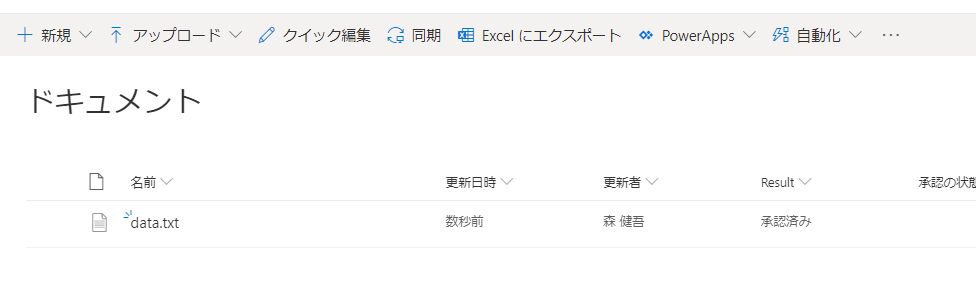 新規 アップロード クイック編集 同期 Excel にエクスポート PowerApps 自動化 ···
ドキュメント
名前 更新日時 更新者 Result 承認の状態
data.txt 数秒前 森 健吾 承認済み